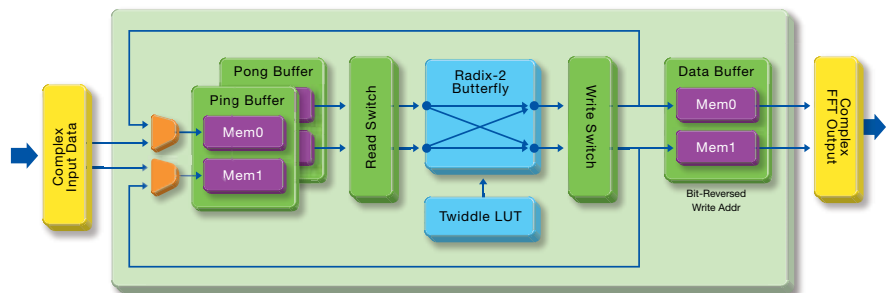 Complex
Input Data
Pong Buffer
Ping Buffer
Mem0
Mem1
Read Switch
Radix-2
Butterfly
Twiddle LUT
Write Switch
Data Buffer
Mem0
Mem1
Bit-Reversed
Write Addr
Complex
FFT Output